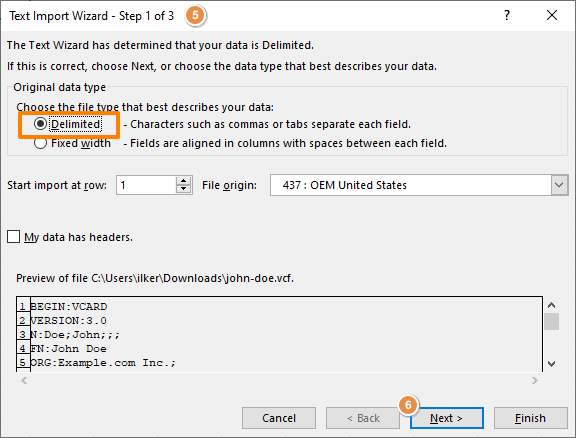 Text Import Wizard - Step 1 of 3 5
The Text Wizard has determined that your data is Delimited.
If this is correct, choose Next, or choose the data type that best describes your data.
Original data type
Choose the file type that best describes your data:
Delimited - Characters such as commas or tabs separate each field.
Fixed width - Fields are aligned in columns with spaces between each field.
Start import at row: 1 File origin: 437 : OEM United States
My data has headers.
Preview of file C:\Users\ilker\Downloads\john-doe.vcf.
1 BEGIN:VCARD
2 VERSION:3.0
3 N:Doe;John;;;
4 FN:John Doe
5 ORG:Example.com Inc.;
6
Cancel < Back Next > Finish